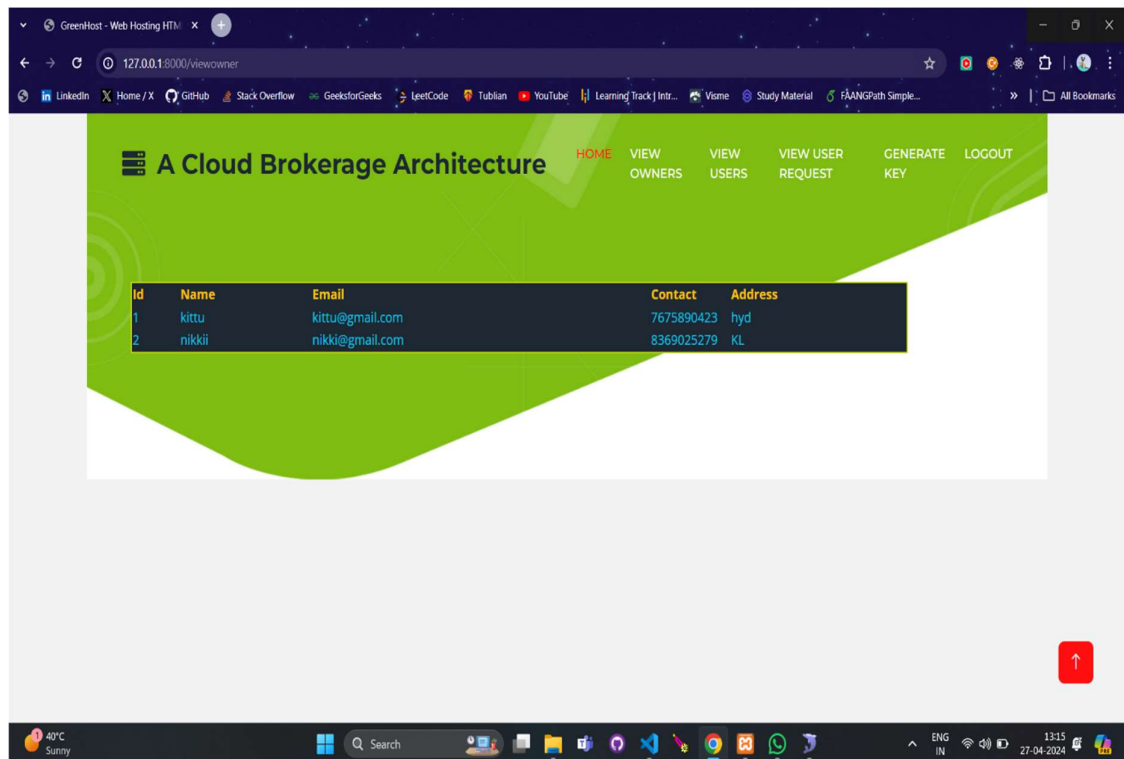 GreenHost - Web Hosting HTM
127.0.0.1:8000/viewowner
LinkedIn Home / X GitHub Stack Overflow GeeksforGeeks LeetCode Tublian YouTube Learning Track | Intr... Visme Study Material FAANGPath Simple... » All Bookmarks
A Cloud Brokerage Architecture
HOME VIEW OWNERS VIEW USERS VIEW USER REQUEST GENERATE KEY LOGOUT
Id Name Email Contact Address
1 kittu kittu@gmail.com 7675890423 hyd
2 nikkii nikki@gmail.com 8369025279 KL
1
40°C
Sunny
Search
ENG
IN
13:15
27-04-2024